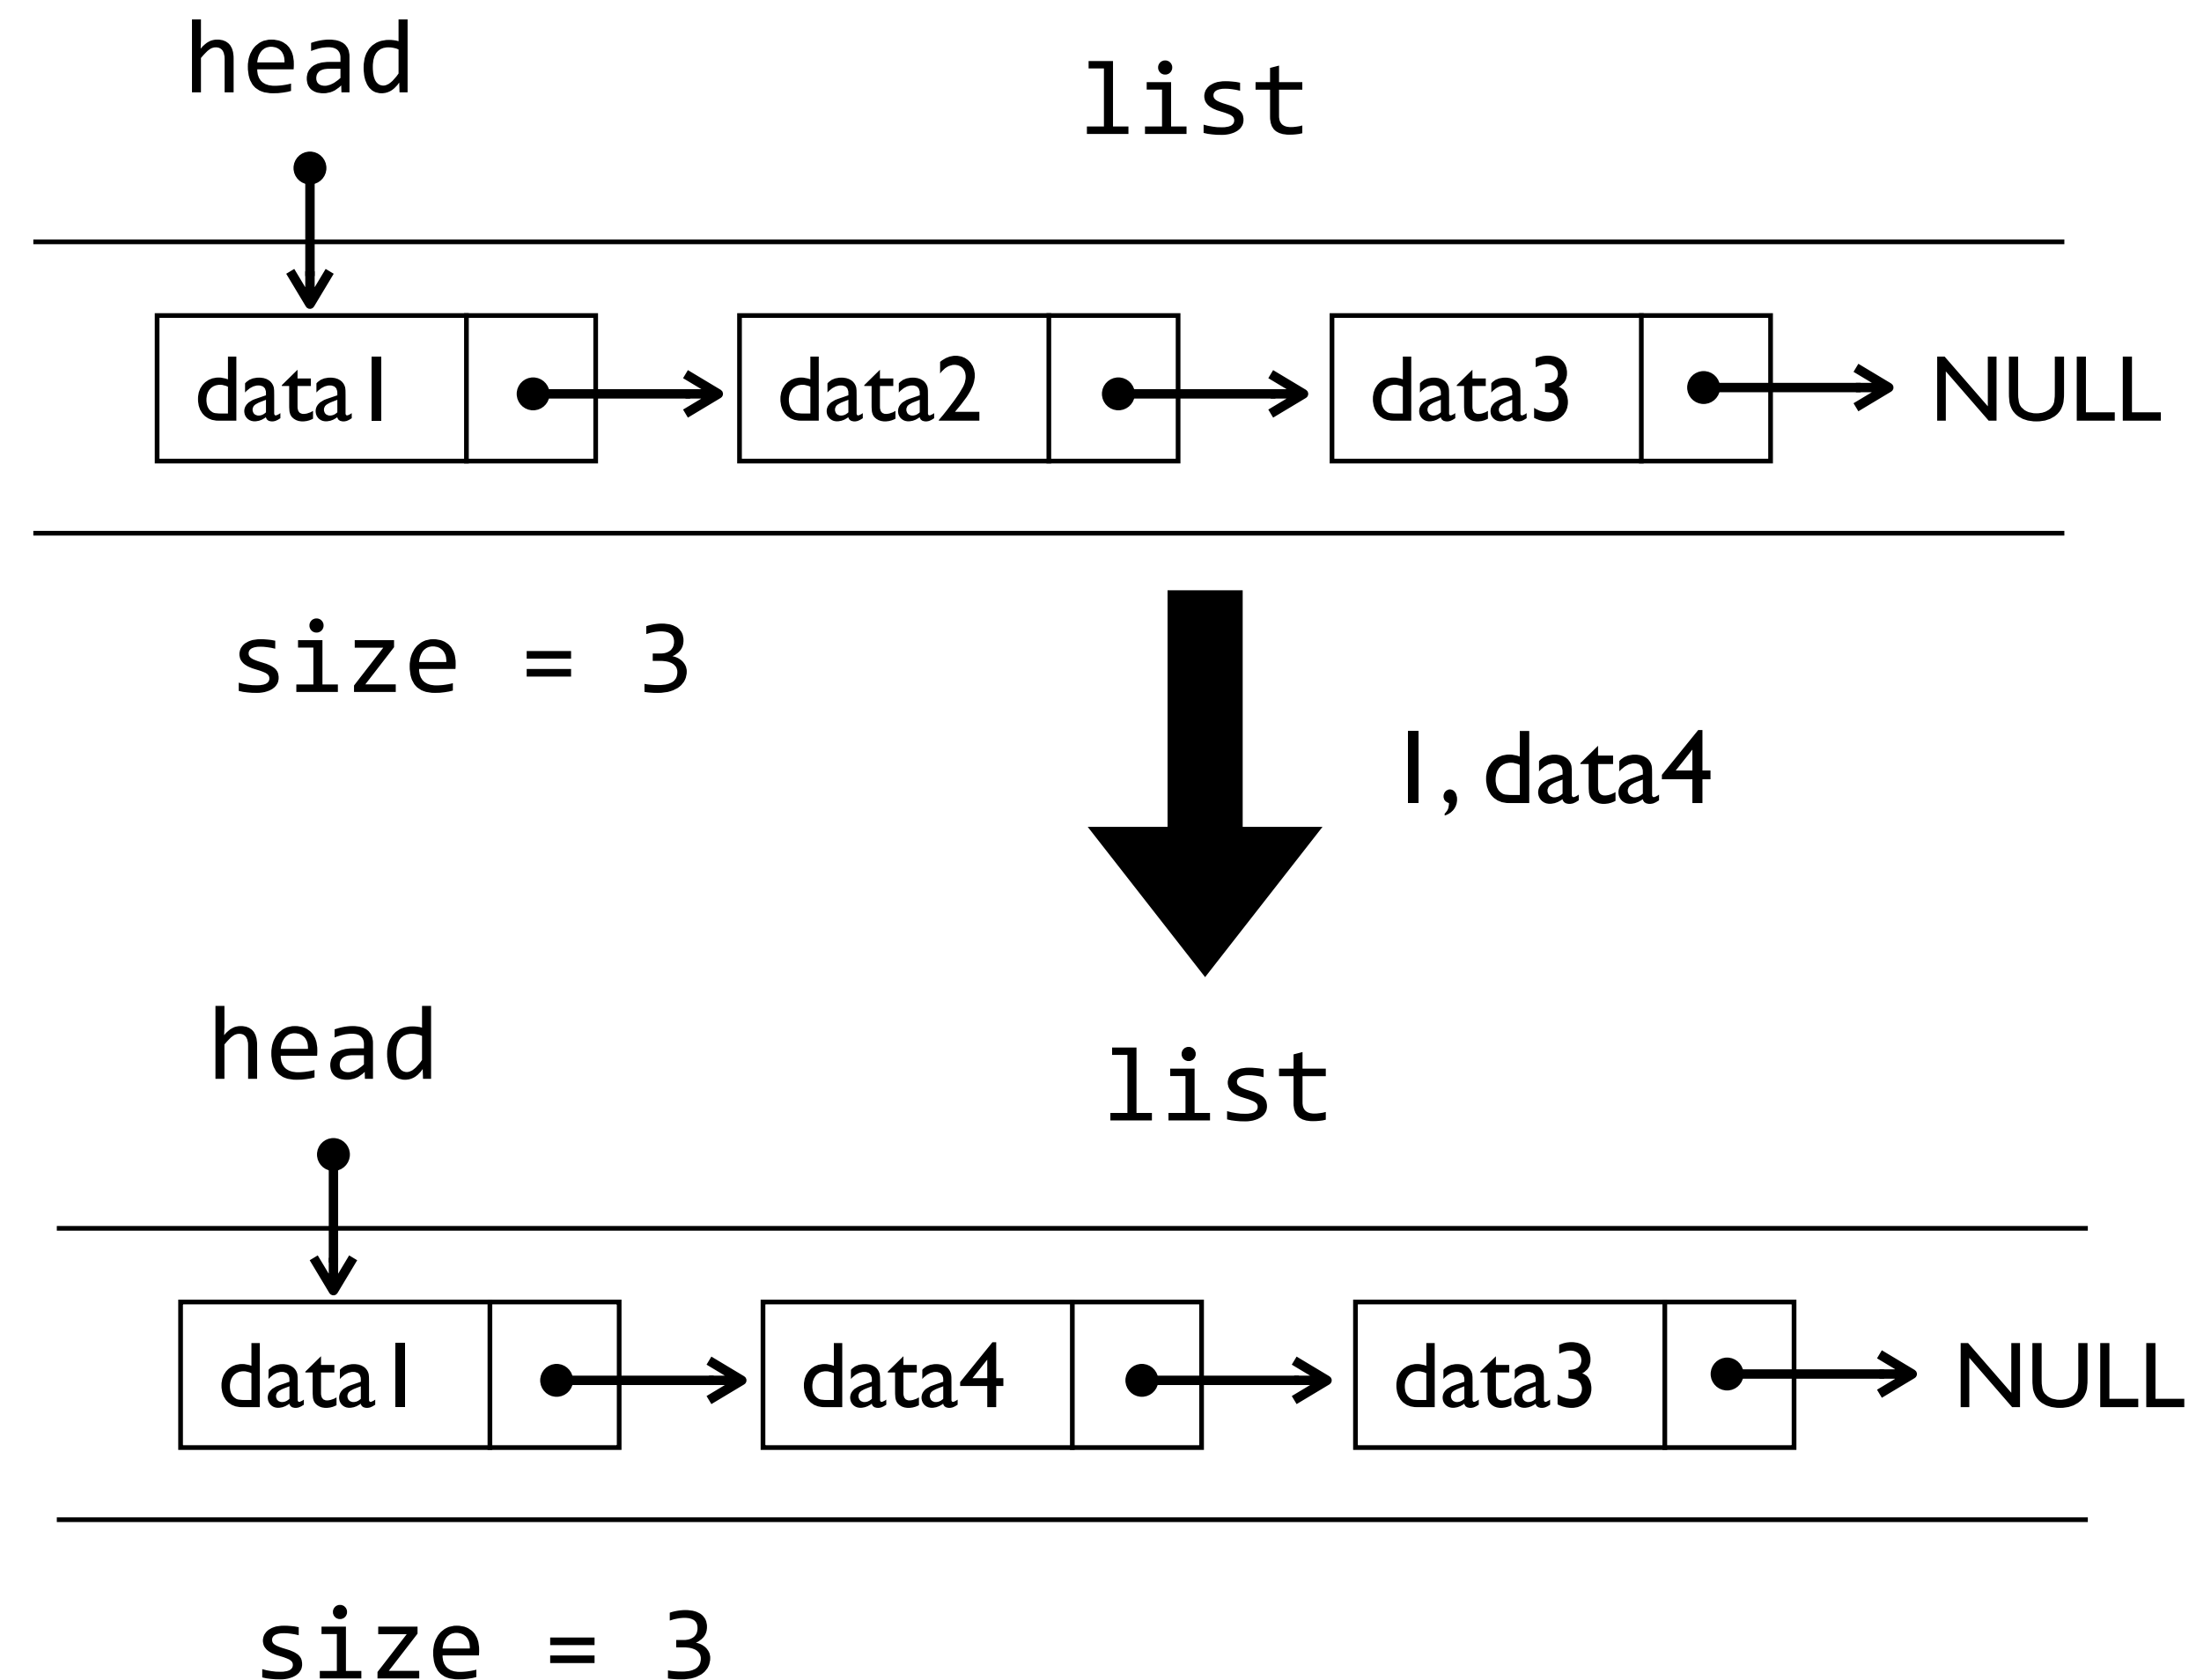 head
list
data1 data2 data3 NULL
size = 3
1, data4
head
list
data1 data4 data3 NULL
size = 3